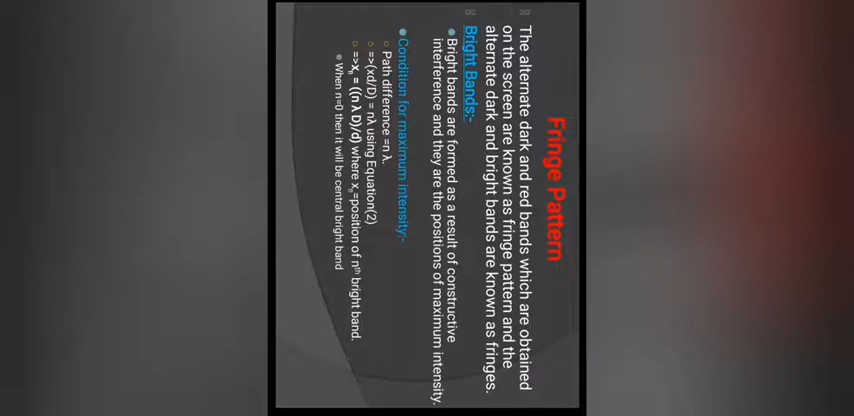 Fringe Pattern
The alternate dark and red bands which are obtained
on the screen are known as fringe pattern and the
alternate dark and bright bands are known as fringes.
Bright Bands:-
Bright bands are formed as a result of constructive
interference and they are the positions of maximum intensity.
Condition for maximum intensity:-
Path difference =n λ.
=>(xd/D) = nλ using Equation(2)
=>xₙ = ((n λ D)/d) where xₙ=position of nᵗʰ bright band.
When n=0 then it will be central bright band